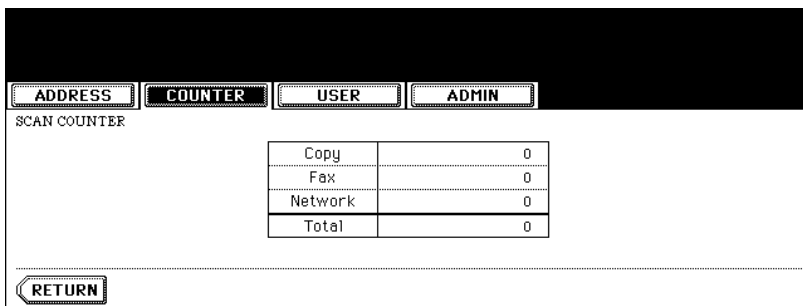 ADDRESS COUNTER USER ADMIN
SCAN COUNTER
Copy 0
Fax 0
Network 0
Total 0
RETURN